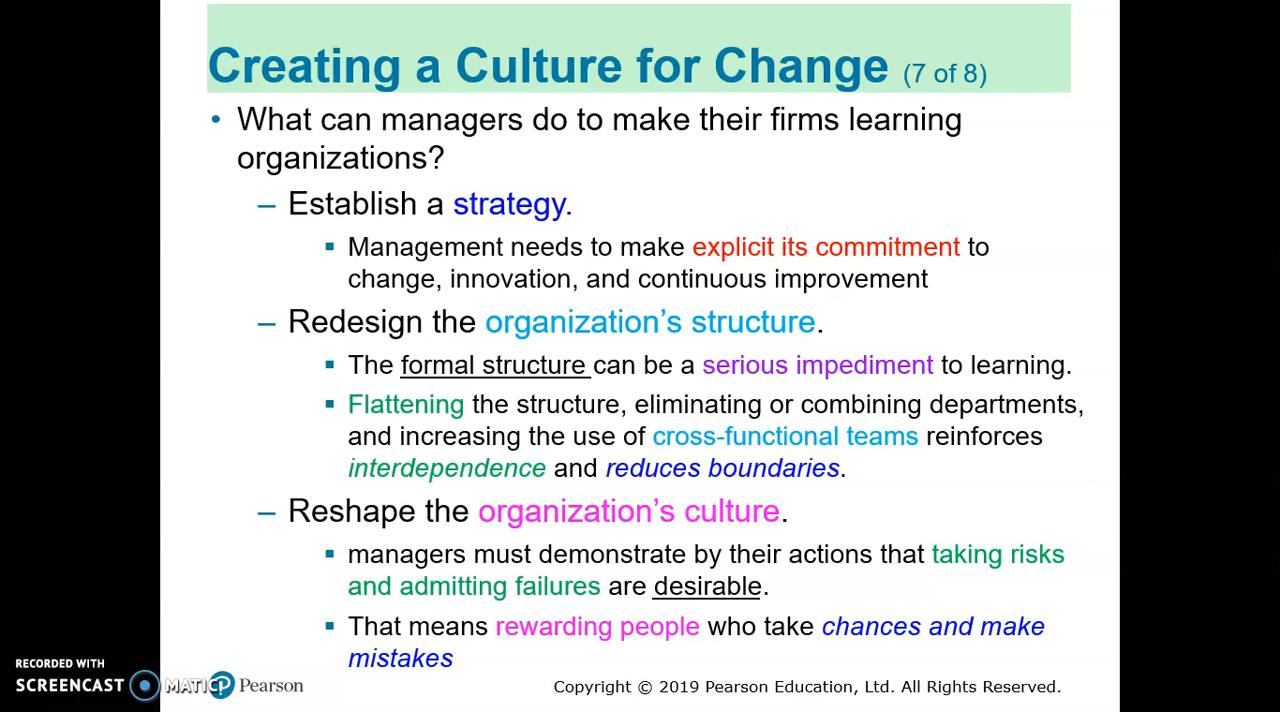 Creating a Culture for Change (7 of 8)
• What can managers do to make their firms learning
organizations?
– Establish a strategy.
▪ Management needs to make explicit its commitment to
change, innovation, and continuous improvement
– Redesign the organization's structure.
▪ The formal structure can be a serious impediment to learning.
▪ Flattening the structure, eliminating or combining departments,
and increasing the use of cross-functional teams reinforces
interdependence and reduces boundaries.
– Reshape the organization's culture.
▪ managers must demonstrate by their actions that taking risks
and admitting failures are desirable.
▪ That means rewarding people who take chances and make
mistakes
RECORDED WITH
SCREENCAST MATIC
P Pearson
Copyright © 2019 Pearson Education, Ltd. All Rights Reserved.